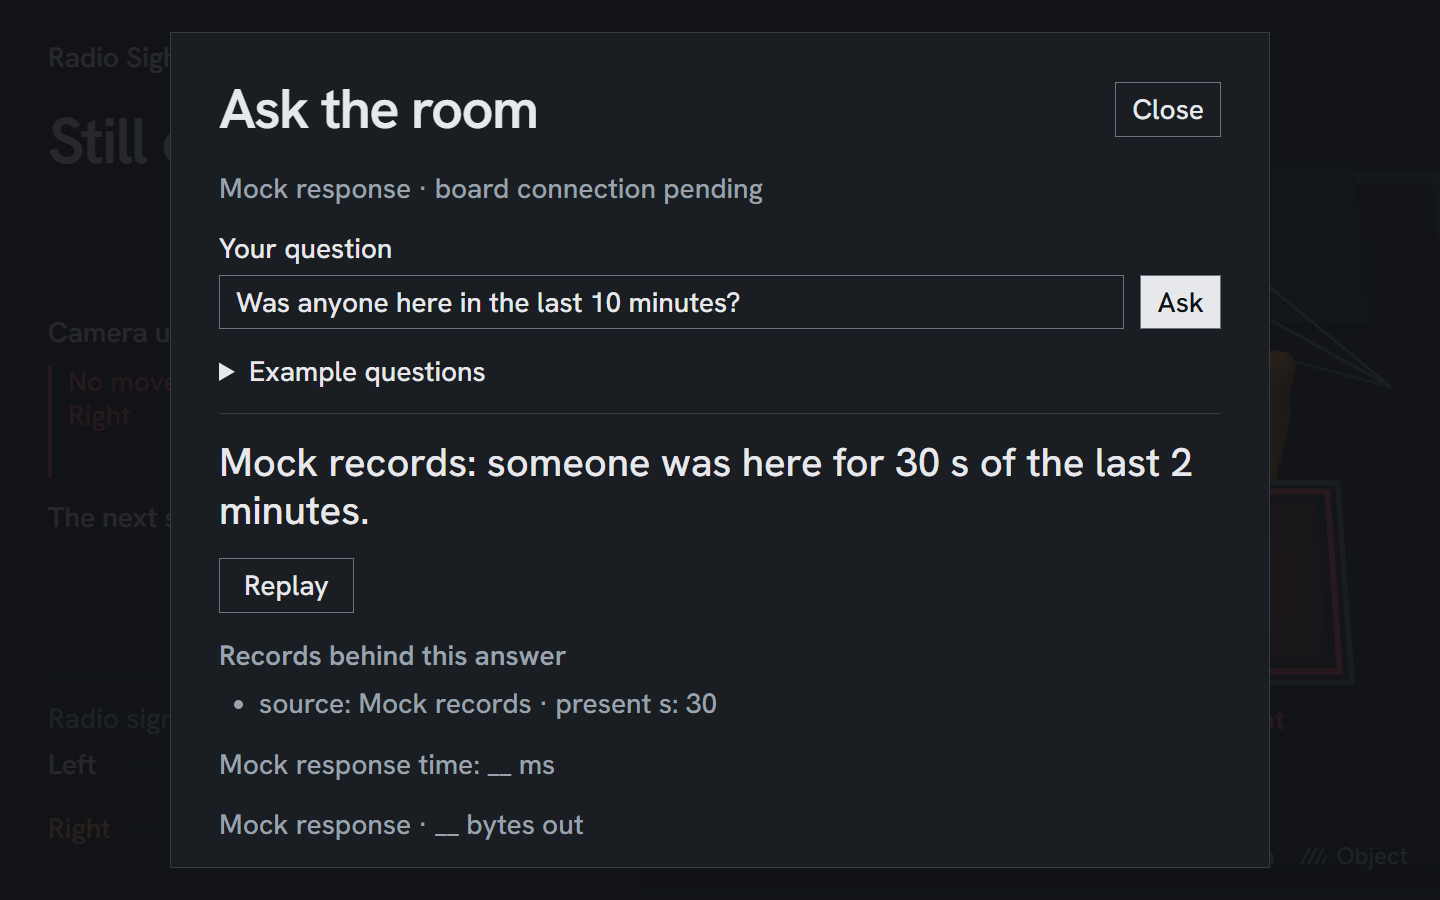 Radio Sigh
Still
Camera u
No move
Right
The next s
Radio sign
Left
Right
Ask the room
Close
Mock response · board connection pending
Your question
Was anyone here in the last 10 minutes?
Ask
▶ Example questions
Mock records: someone was here for 30 s of the last 2
minutes.
Replay
Records behind this answer
• source: Mock records · present s: 30
Mock response time: __ ms
Mock response · __ bytes out
Object